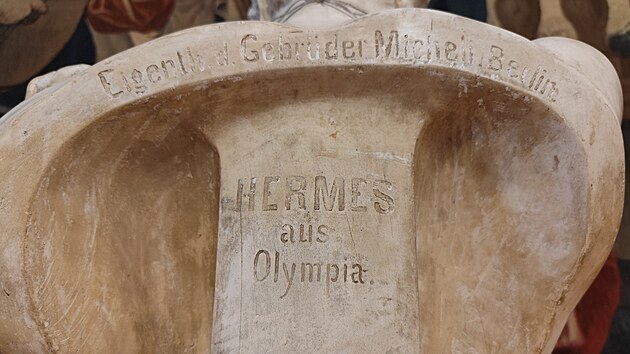 Eigenth. d. Gebrüder Micheli, Berlin
HERMES
aus
Olympia.